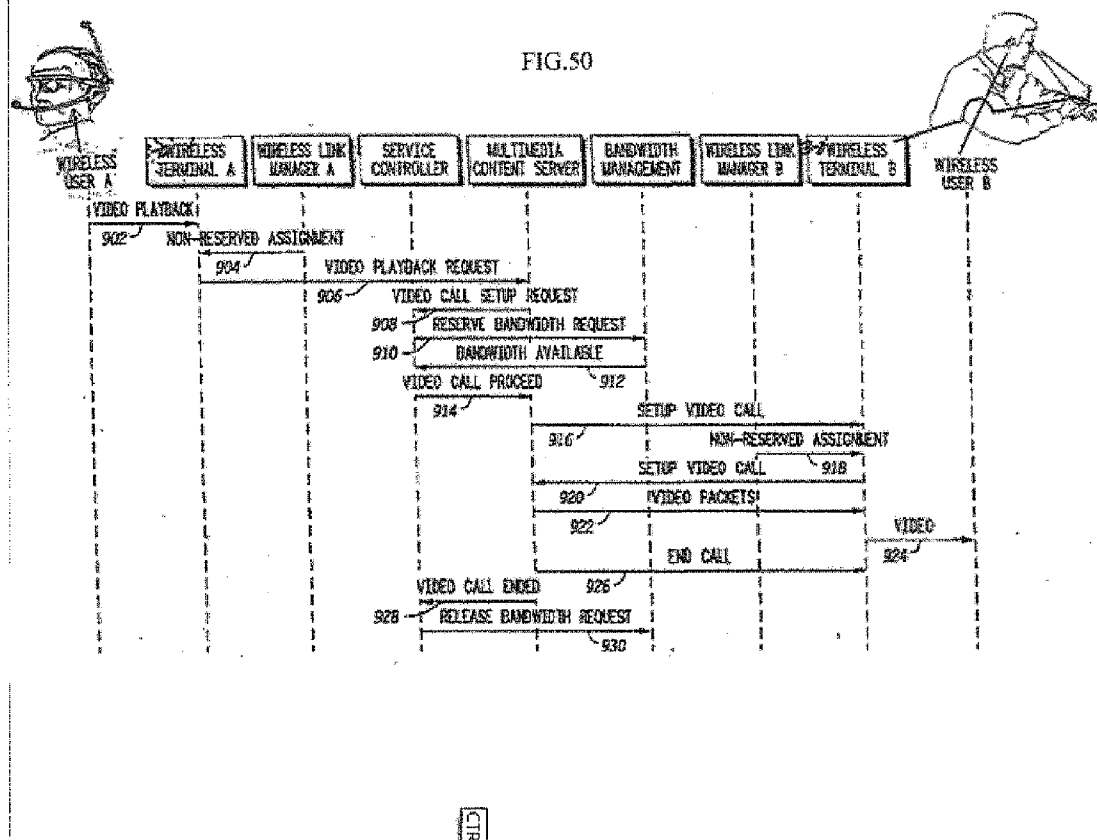 FIG.50
WIRELESS
USER A
WIRELESS
TERMINAL A
WIRELESS LINK
MANAGER A
SERVICE
CONTROLLER
MULTIMEDIA
CONTENT SERVER
BANDWIDTH
MANAGEMENT
WIRELESS LINK
MANAGER B
WIRELESS
TERMINAL B
WIRELESS
USER B
VIDEO PLAYBACK
902
NON-RESERVED ASSIGNMENT
904
VIDEO PLAYBACK REQUEST
906
VIDEO CALL SETUP REQUEST
908
RESERVE BANDWIDTH REQUEST
910
BANDWIDTH AVAILABLE
912
VIDEO CALL PROCEED
914
SETUP VIDEO CALL
916
NON-RESERVED ASSIGNMENT
918
SETUP VIDEO CALL
920
VIDEO PACKETS
922
VIDEO
924
END CALL
926
VIDEO CALL ENDED
928
RELEASE BANDWIDTH REQUEST
930